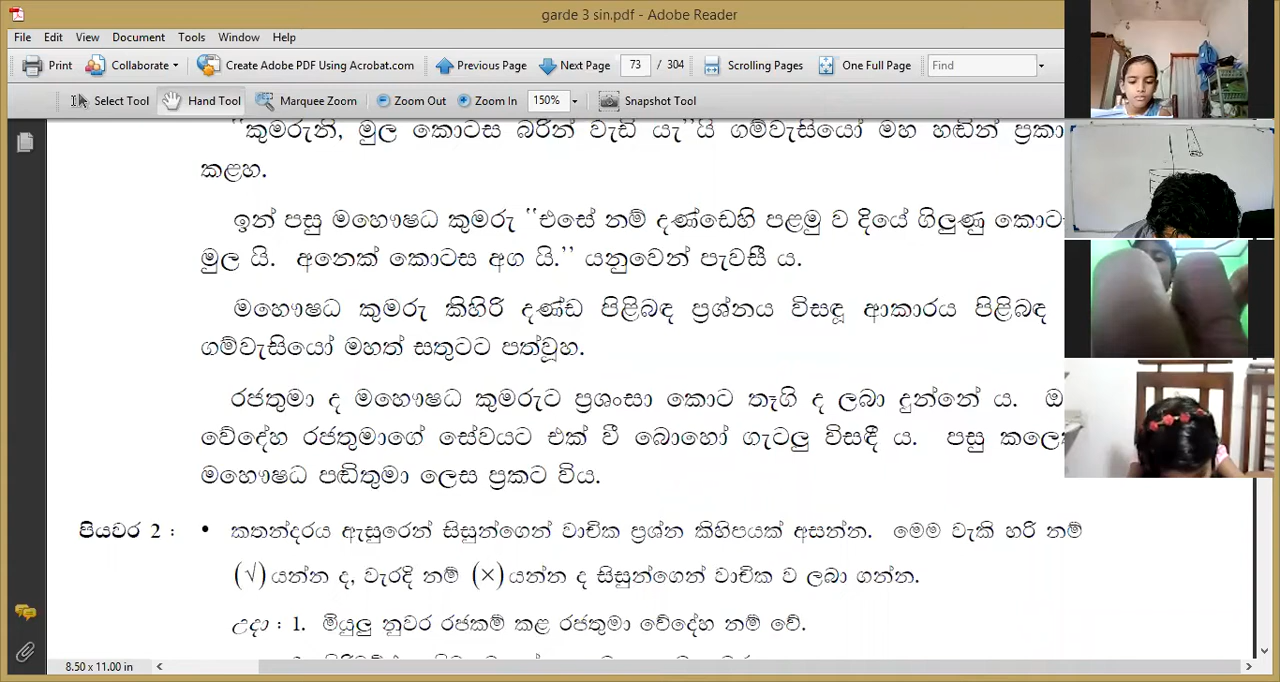 garde 3 sin.pdf - Adobe Reader
File Edit View Document Tools Window Help
Print Collaborate Create Adobe PDF Using Acrobat.com Previous Page Next Page 73 / 304 Scrolling Pages One Full Page Find
Select Tool Hand Tool Marquee Zoom Zoom Out Zoom In 150% Snapshot Tool
“කුමරුනි, මුල කොටස බරින් වැඩි යැ”යි ගම්වැසියෝ මහ හඬින් ප්‍රකා
කළහ.
ඉන් පසු මහෞෂධ කුමරු “එසේ නම් දණ්ඩෙහි පළමු ව දියේ ගිලුණු කොට
මුල යි. අනෙක් කොටස අග යි.” යනුවෙන් පැවසී ය.
මහෞෂධ කුමරු කිහිරි දණ්ඩ පිළිබඳ ප්‍රශ්නය විසඳූ ආකාරය පිළිබඳ
ගම්වැසියෝ මහත් සතුටට පත්වූහ.
රජතුමා ද මහෞෂධ කුමරුට ප්‍රශංසා කොට තෑගි ද ලබා දුන්නේ ය. ඔ
වේදේහ රජතුමාගේ සේවයට එක් වී බොහෝ ගැටලු විසඳී ය. පසු කලෙ
මහෞෂධ පඬිතුමා ලෙස ප්‍රකට විය.
පියවර 2 : • කතන්දරය ඇසුරෙන් සිසුන්ගෙන් වාචික ප්‍රශ්න කිහිපයක් අසන්න. මෙම වැකි හරි නම්
(√) යන්න ද, වැරදි නම් (×) යන්න ද සිසුන්ගෙන් වාචික ව ලබා ගන්න.
උදා : 1. මියුලු නුවර රජකම් කළ රජතුමා වේදේහ නම් වේ.
8.50 x 11.00 in